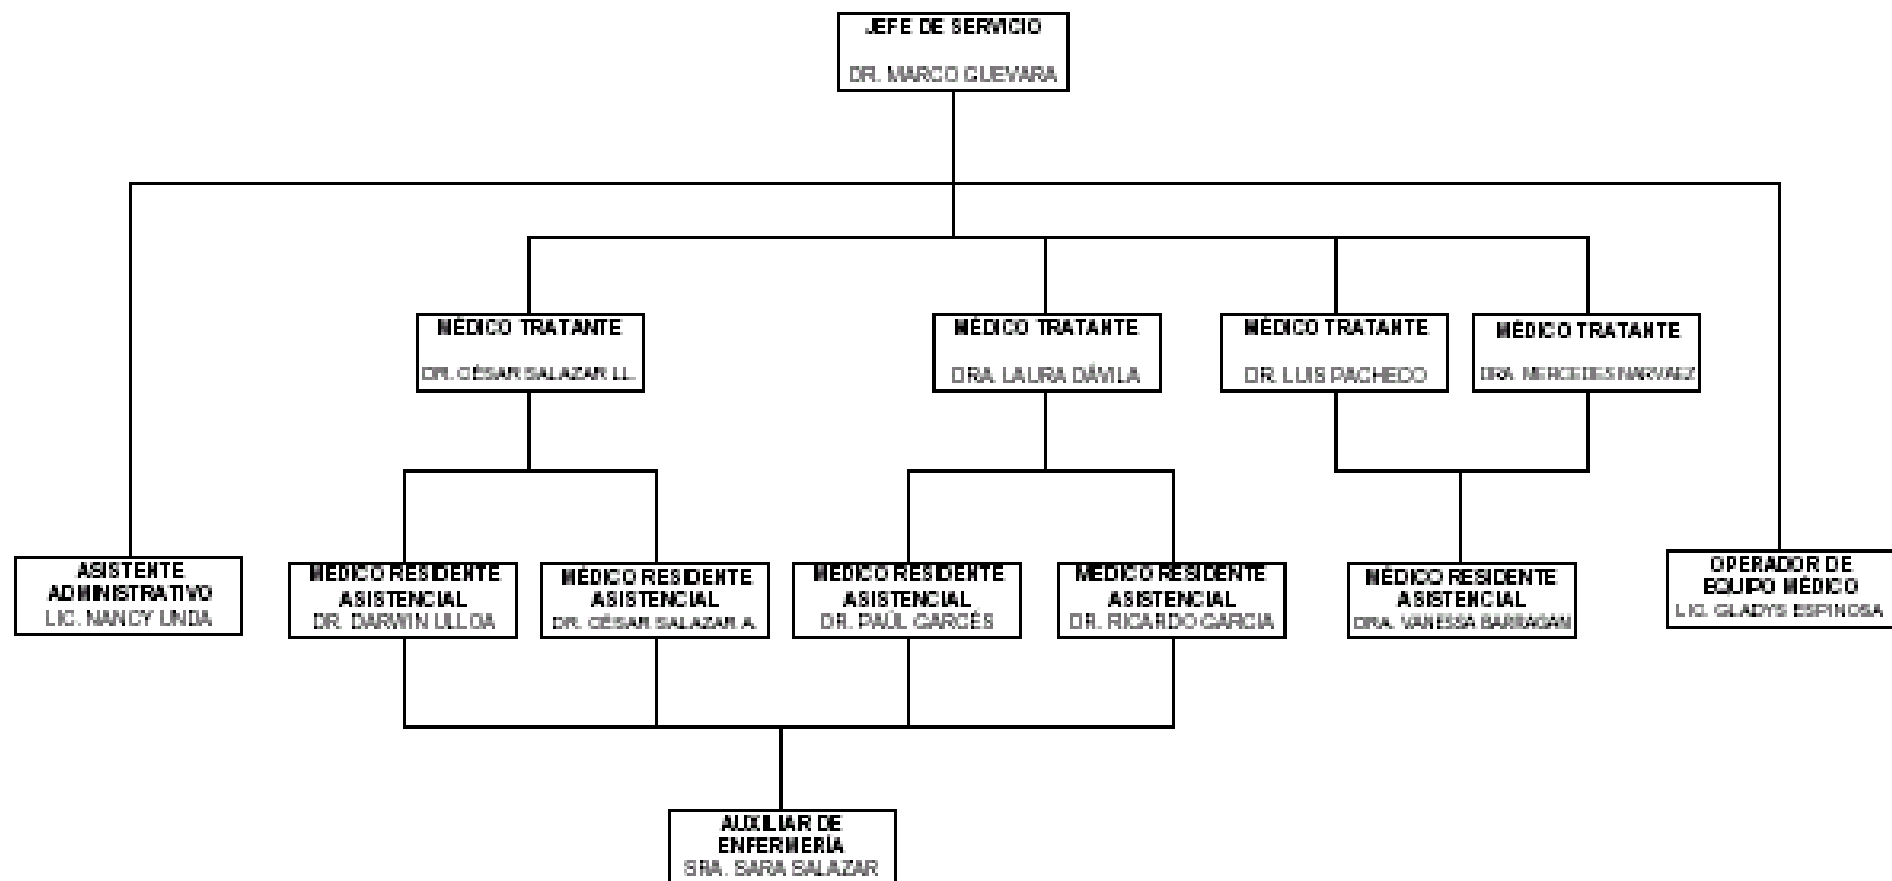 JEFE DE SERVICIO
DR. MARCO GUEVARA
MÉDICO TRATANTE
DR. CÉSAR SALAZAR LL.
MÉDICO TRATANTE
DRA. LAURA DÁVILA
MÉDICO TRATANTE
DR. LUIS PACHECO
MÉDICO TRATANTE
DRA. MERCEDES NARVAEZ
ASISTENTE
ADMINISTRATIVO
LIC. NANCY UNDA
MEDICO RESIDENTE
ASISTENCIAL
DR. DARWIN ULLOA
MÉDICO RESIDENTE
ASISTENCIAL
DR. CÉSAR SALAZAR A.
MEDICO RESIDENTE
ASISTENCIAL
DR. PAÚL GARCÉS
MEDICO RESIDENTE
ASISTENCIAL
DR. RICARDO GARCIA
MÉDICO RESIDENTE
ASISTENCIAL
DRA. VANESSA BARRAGAN
OPERADOR DE
EQUIPO MÉDICO
LIC. GLADYS ESPINOSA
AUXILIAR DE
ENFERMERÍA
SRA. SARA SALAZAR